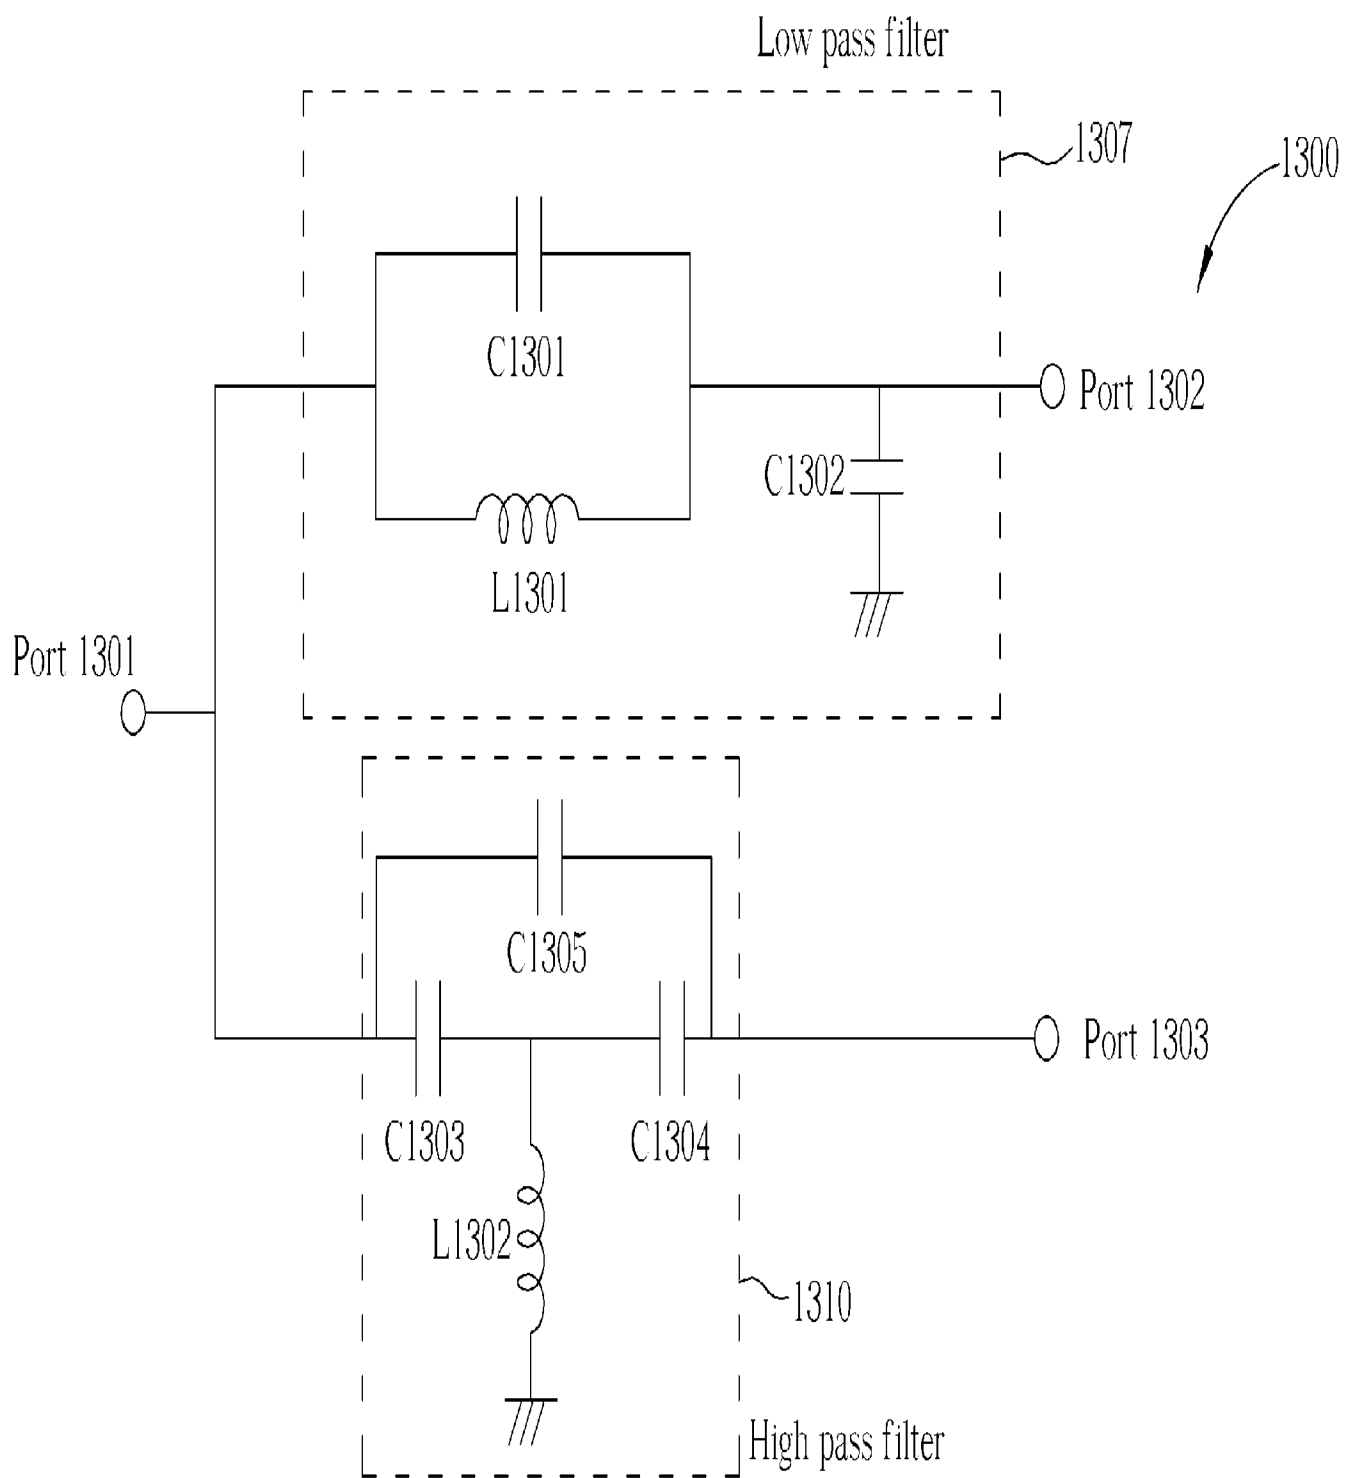 Low pass filter
1307
1300
C1301
Port 1302
C1302
L1301
Port 1301
C1305
Port 1303
C1303
C1304
L1302
1310
High pass filter